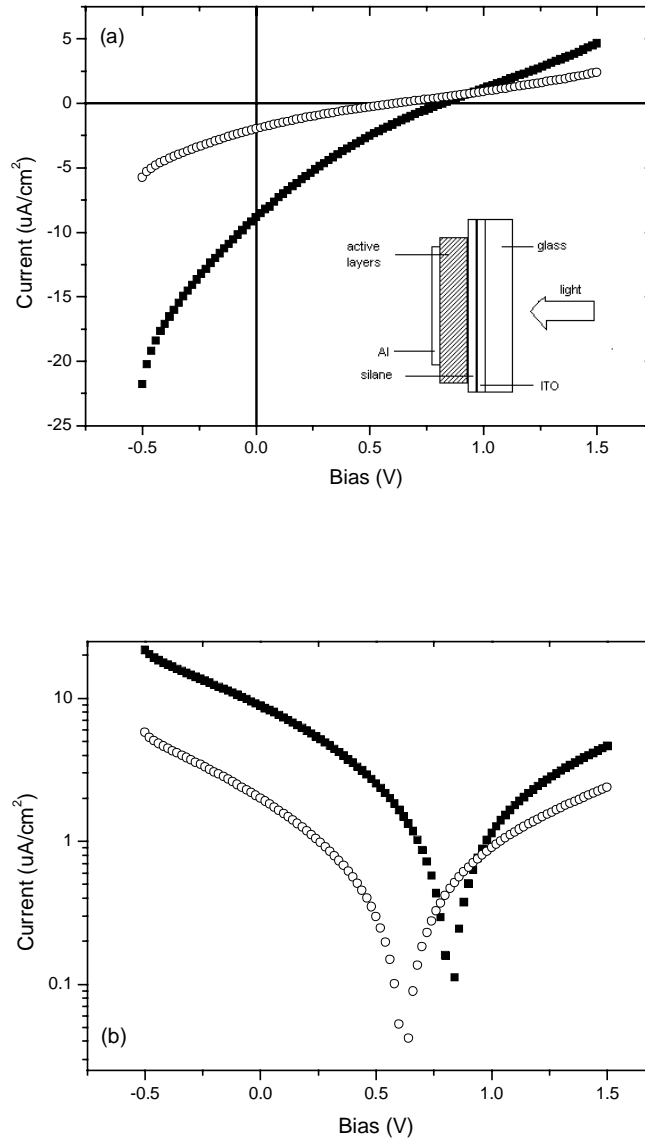 (a)
5
0
-5
-10
-15
-20
-25
Current (uA/cm²)
-0.5
0.0
0.5
1.0
1.5
Bias (V)
active
layers
glass
light
Al
silane
ITO
10
1
0.1
Current (uA/cm²)
(b)
-0.5
0.0
0.5
1.0
1.5
Bias (V)